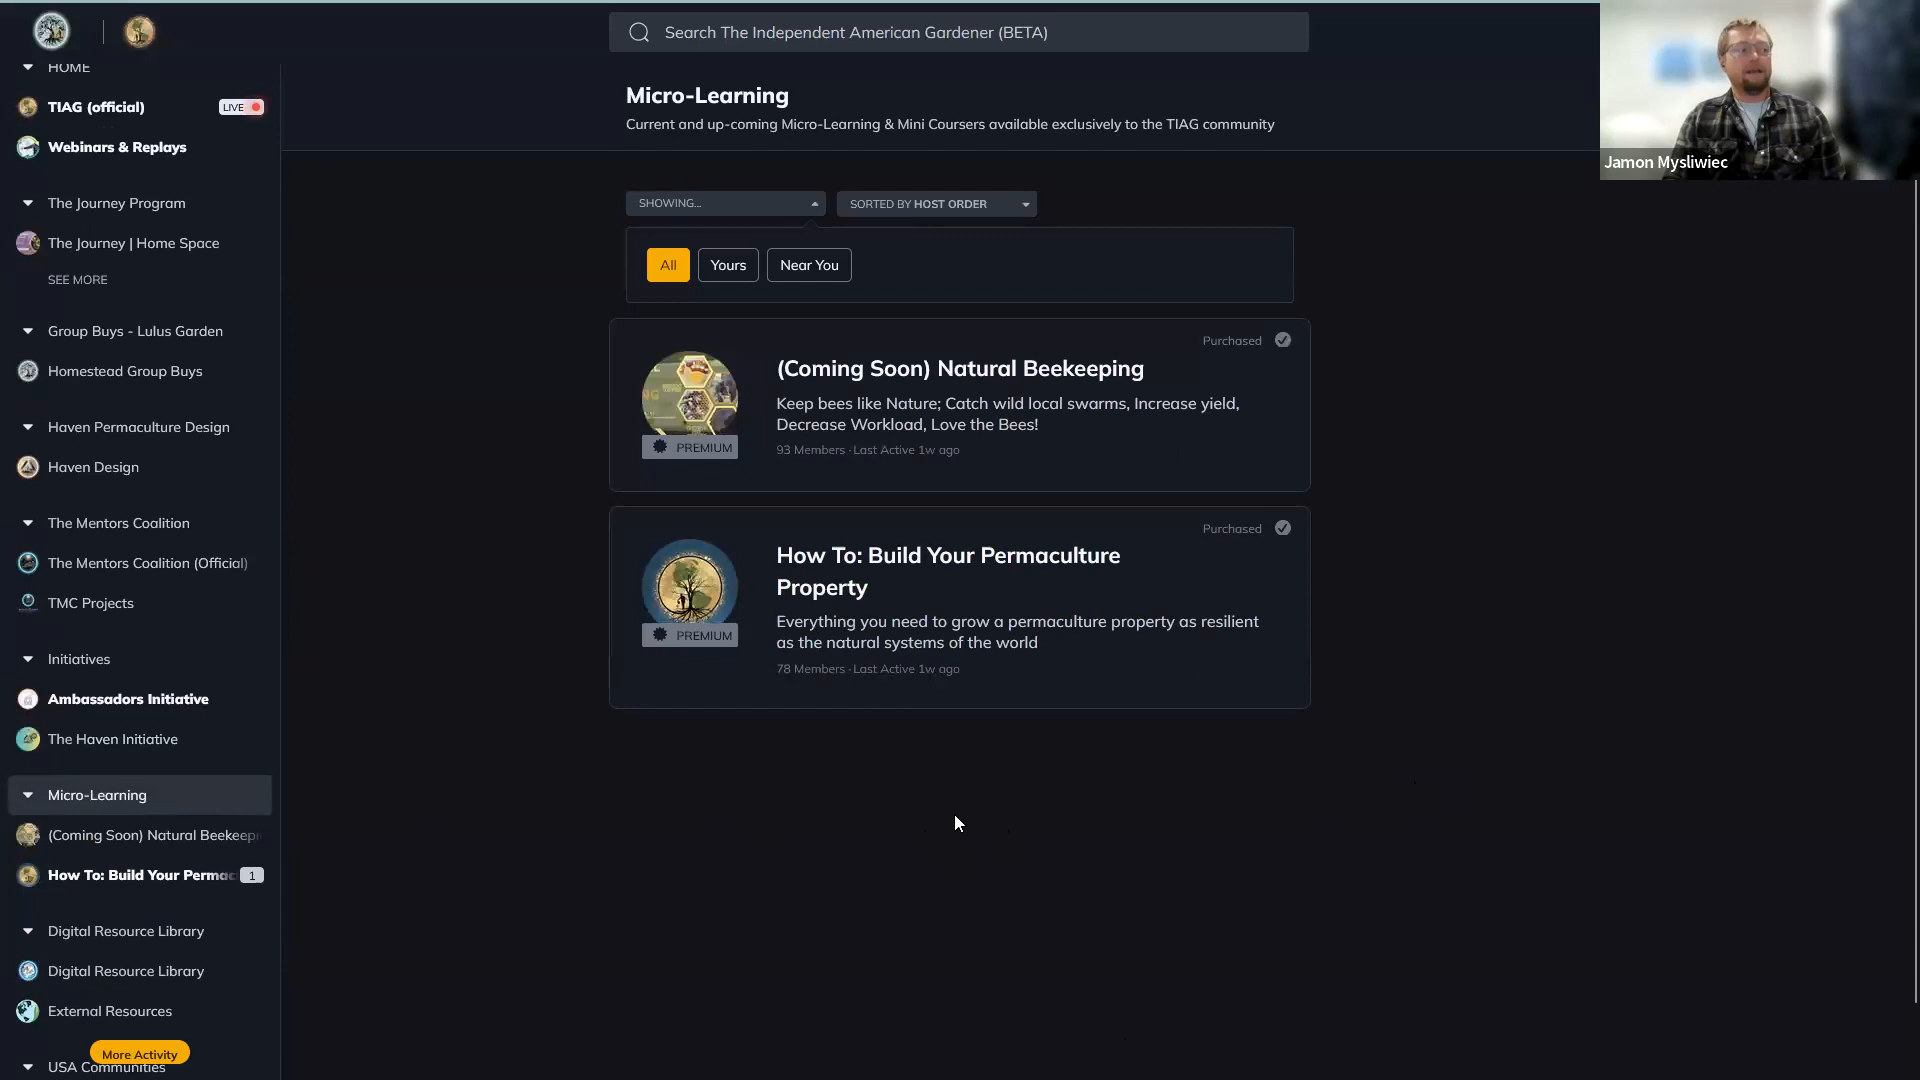 Search The Independent American Gardener (BETA)
Jamon Mysliwiec
HOME
TIAG (official)
LIVE
Webinars & Replays
The Journey Program
The Journey | Home Space
SEE MORE
Group Buys - Lulus Garden
Homestead Group Buys
Haven Permaculture Design
Haven Design
The Mentors Coalition
The Mentors Coalition (Official)
TMC Projects
Initiatives
Ambassadors Initiative
The Haven Initiative
Micro-Learning
(Coming Soon) Natural Beekeepi
How To: Build Your Permac
1
Digital Resource Library
Digital Resource Library
External Resources
More Activity
USA Communities
Micro-Learning
Current and up-coming Micro-Learning & Mini Coursers available exclusively to the TIAG community
SHOWING...
SORTED BY HOST ORDER
All
Yours
Near You
Purchased
(Coming Soon) Natural Beekeeping
Keep bees like Nature; Catch wild local swarms, Increase yield,
Decrease Workload, Love the Bees!
93 Members · Last Active 1w ago
PREMIUM
Purchased
How To: Build Your Permaculture
Property
Everything you need to grow a permaculture property as resilient
as the natural systems of the world
78 Members · Last Active 1w ago
PREMIUM